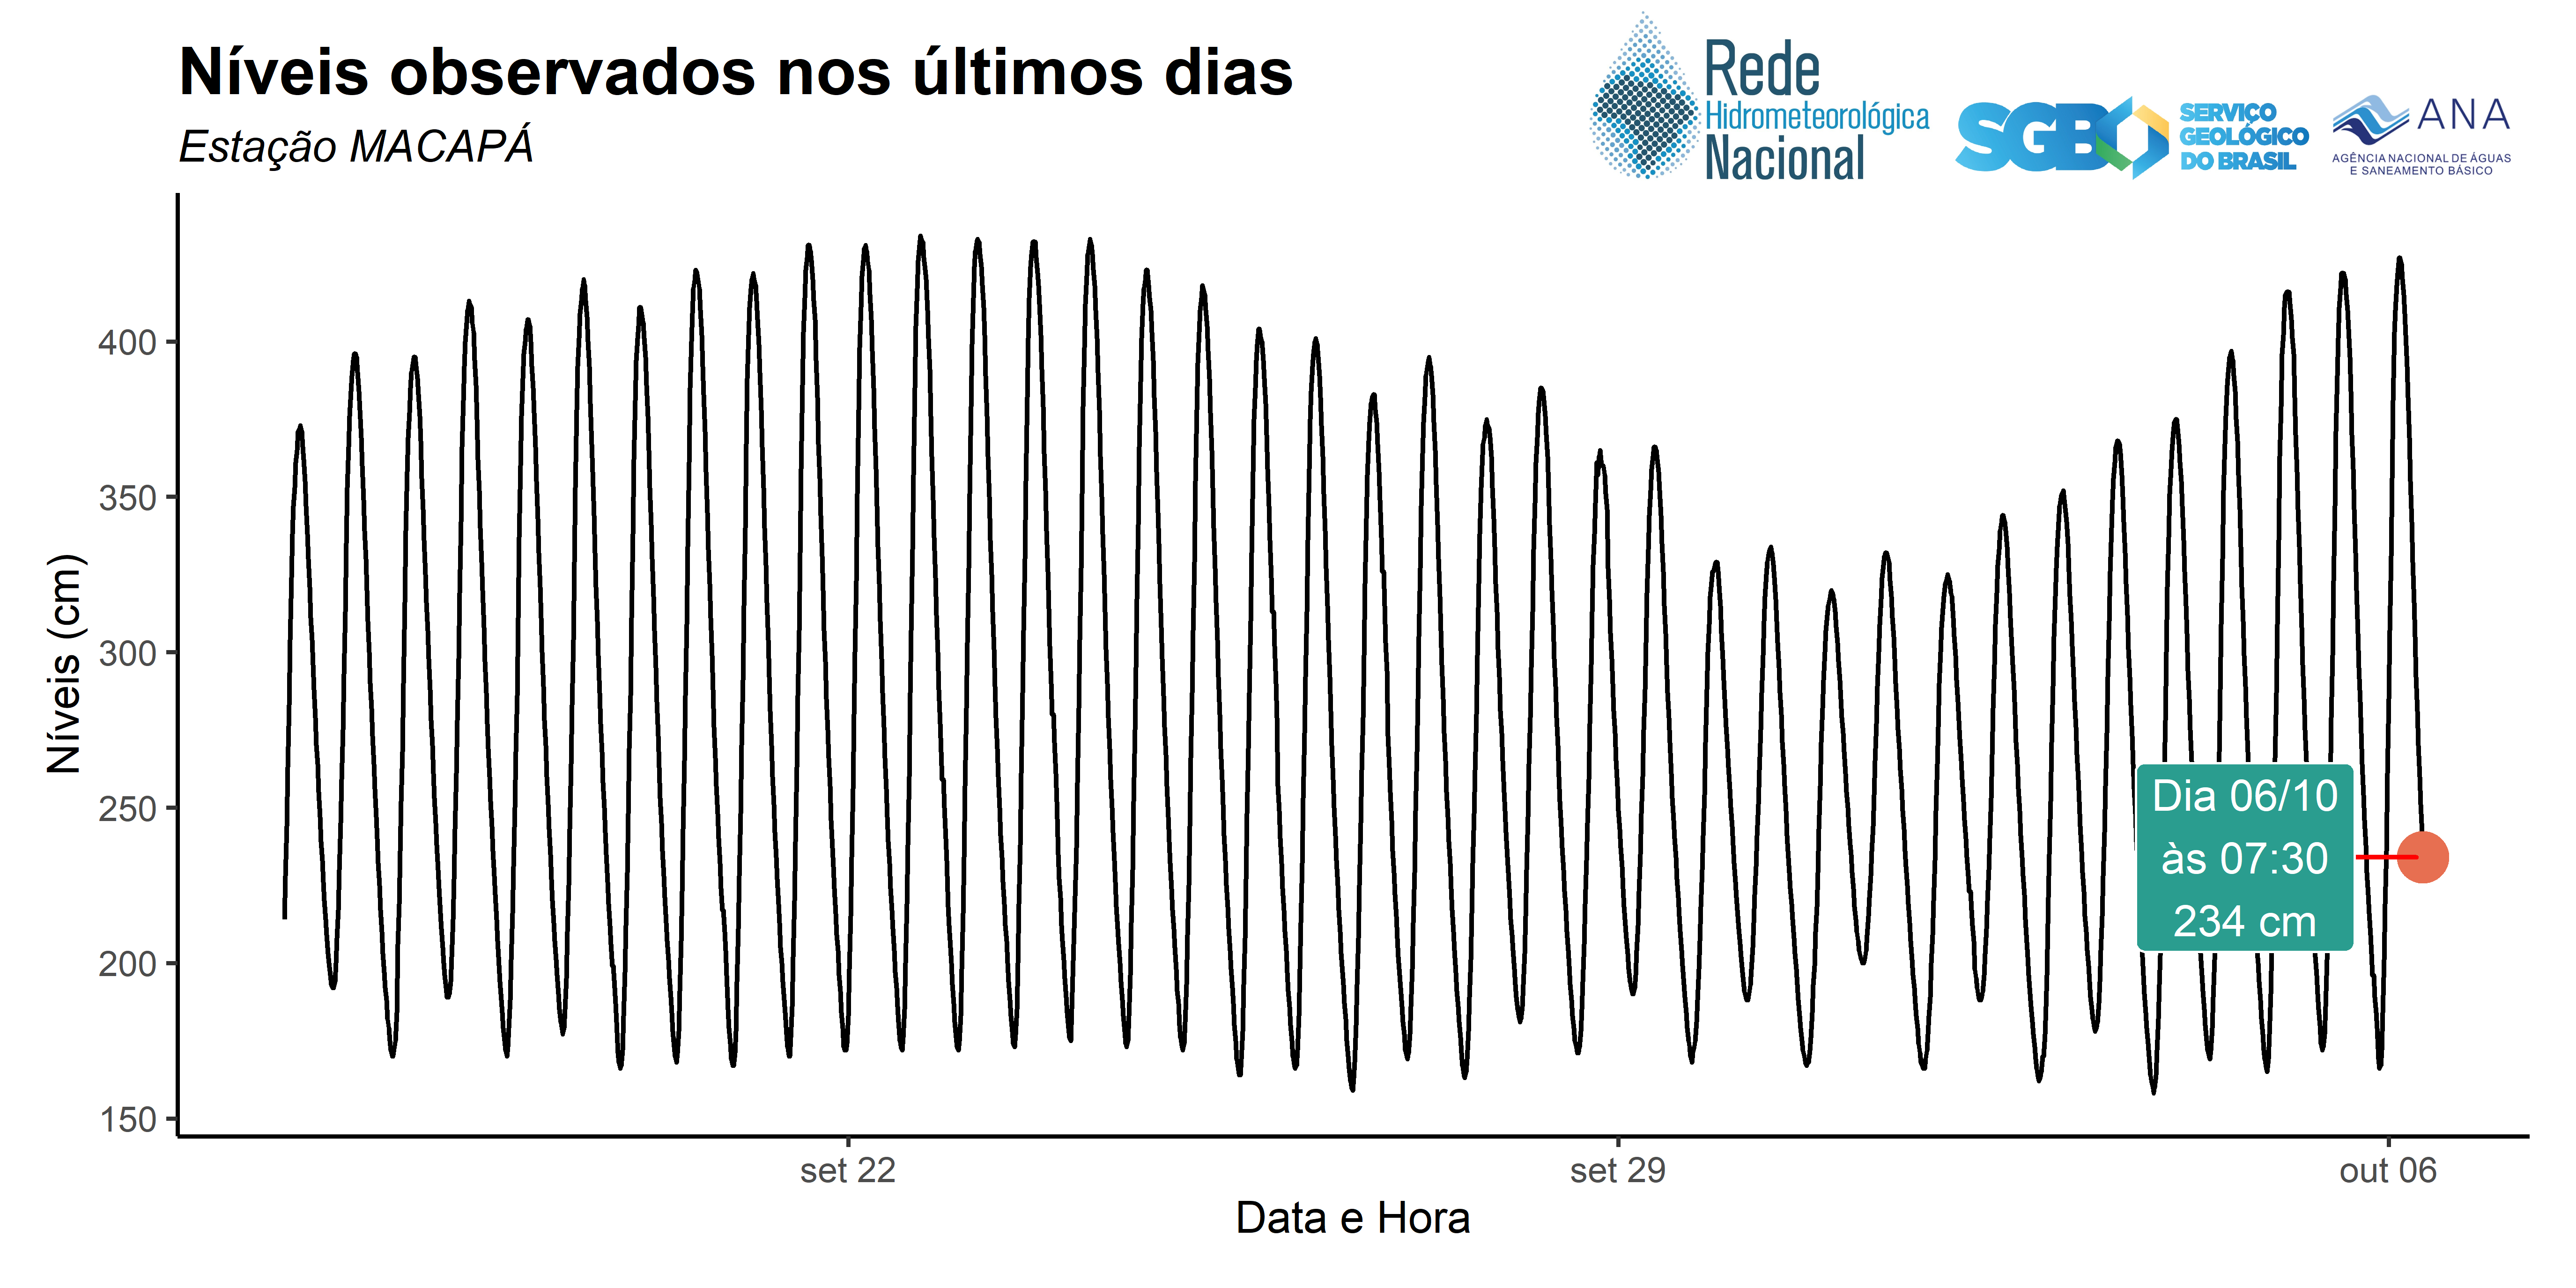 Níveis observados nos últimos dias
Estação MACAPÁ
Rede
Hidrometeorológica
Nacional
SGB
SERVIÇO
GEOLÓGICO
DO BRASIL
ANA
AGÊNCIA NACIONAL DE ÁGUAS
E SANEAMENTO BÁSICO
Níveis (cm)
400
350
300
250
200
150
Dia 06/10
às 07:30
234 cm
set 22
set 29
out 06
Data e Hora